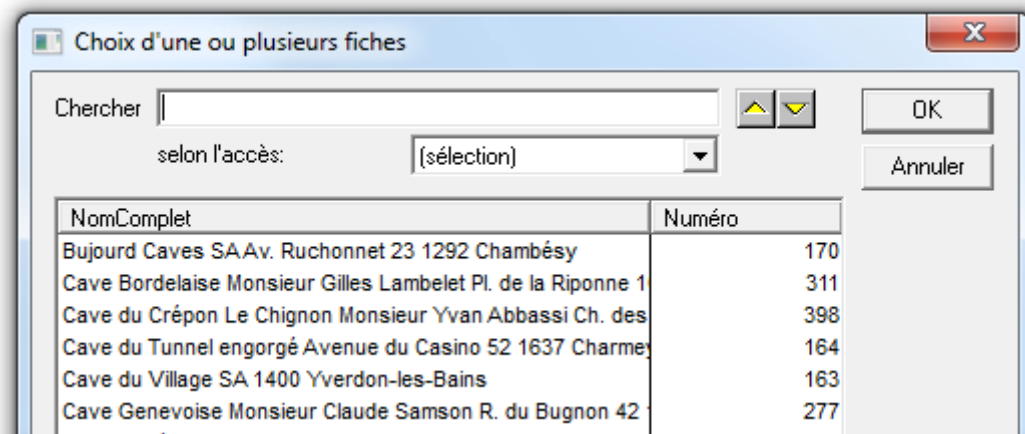 Choix d'une ou plusieurs fiches
Chercher OK
selon l'accès: (sélection) Annuler
NomComplet Numéro
Bujourd Caves SA Av. Ruchonnet 23 1292 Chambésy 170
Cave Bordelaise Monsieur Gilles Lambelet Pl. de la Riponne 311
Cave du Crépon Le Chignon Monsieur Yvan Abbassi Ch. des 398
Cave du Tunnel engorgé Avenue du Casino 52 1637 Charmey 164
Cave du Village SA 1400 Yverdon-les-Bains 163
Cave Genevoise Monsieur Claude Samson R. du Bugnon 42 277